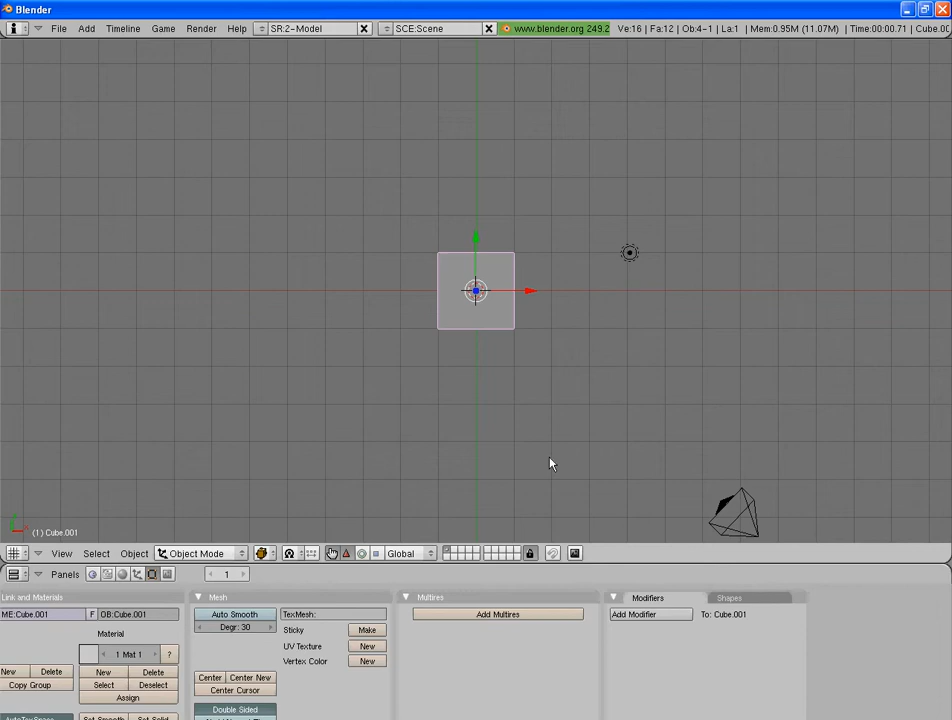 Blender
File Add Timeline Game Render Help SR:2-Model SCE:Scene www.blender.org 249.2 Ve:16 | Fa:12 | Ob:4-1 | La:1 | Mem:0.95M (11.07M) | Time:00:00.71 | Cube.00
(1) Cube.001
View Select Object Object Mode Global
Panels 1
Link and Materials Mesh Multires Modifiers Shapes
ME:Cube.001 F OB:Cube.001 Auto Smooth TexMesh: Add Multires Add Modifier To: Cube.001
Degr: 30
Material Sticky Make
UV Texture New
1 Mat 1 ? Vertex Color New
New Delete New Delete Center Center New
Copy Group Select Deselect Center Cursor
Assign
Double Sided
AutoTexSpace Set Smooth Set Solid